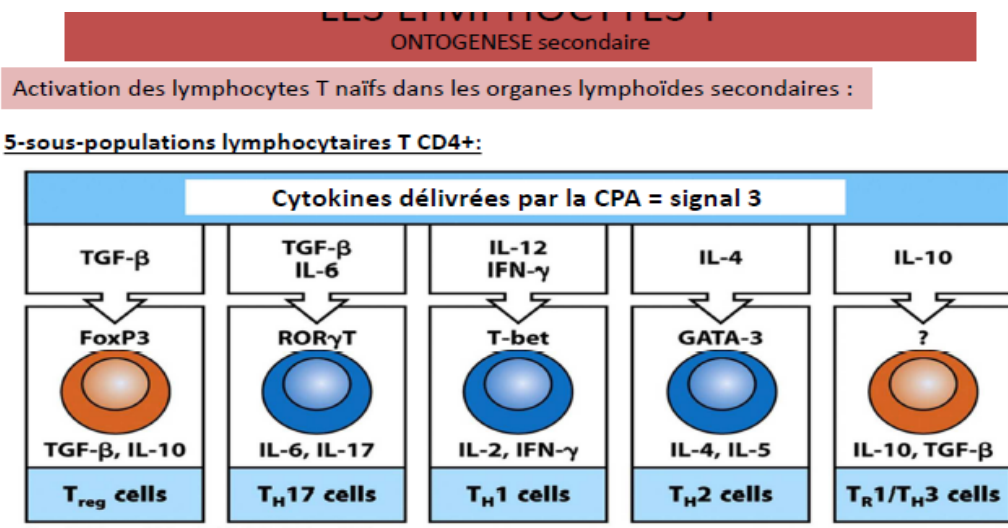 LES LYMPHOCYTES T
ONTOGENESE secondaire
Activation des lymphocytes T naïfs dans les organes lymphoïdes secondaires :
5-sous-populations lymphocytaires T CD4+:
Cytokines délivrées par la CPA = signal 3
TGF-β
TGF-β
IL-6
IL-12
IFN-γ
IL-4
IL-10
FoxP3
RORγT
T-bet
GATA-3
?
TGF-β, IL-10
IL-6, IL-17
IL-2, IFN-γ
IL-4, IL-5
IL-10, TGF-β
Treg cells
TH17 cells
TH1 cells
TH2 cells
TR1/TH3 cells